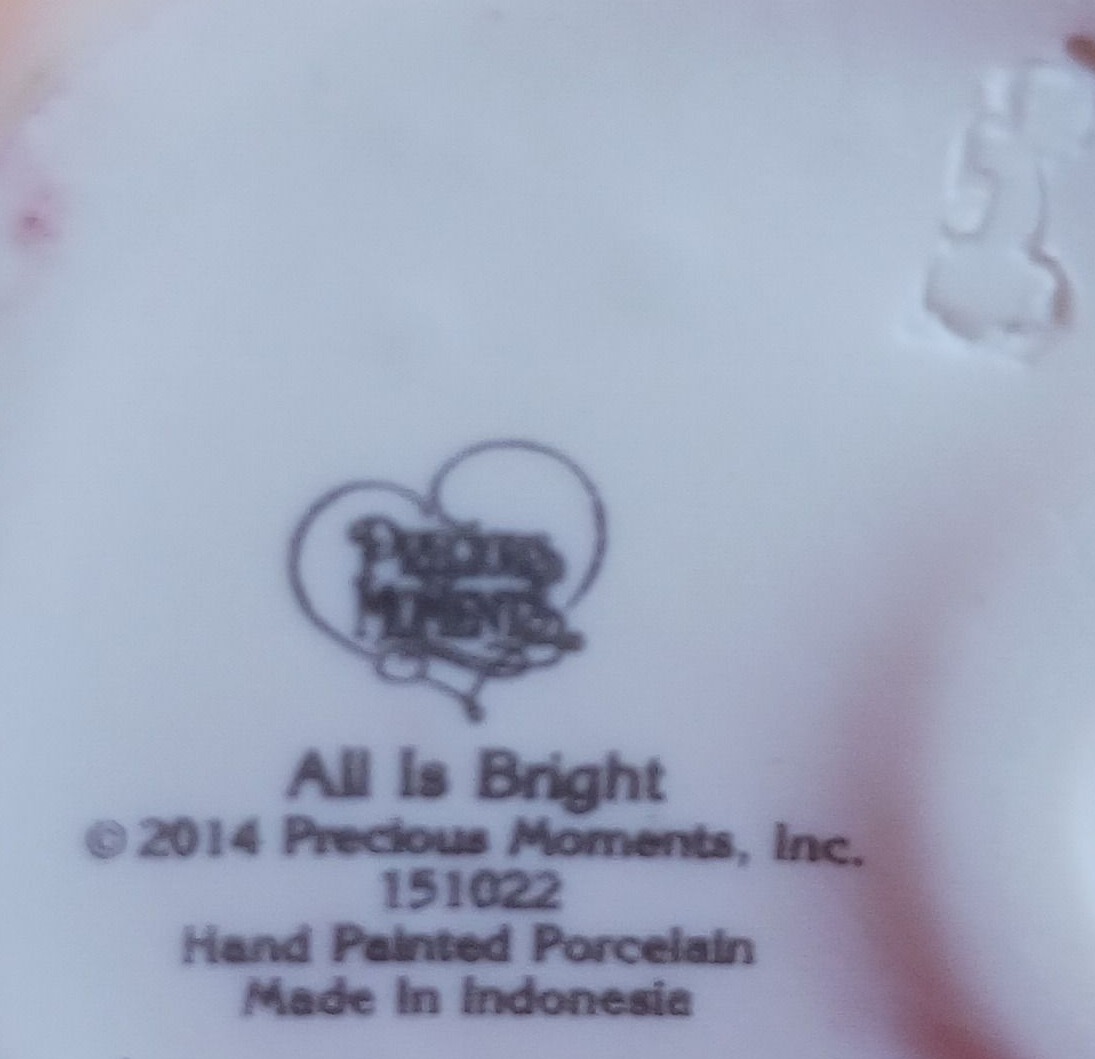 Precious
Moments
All Is Bright
© 2014 Precious Moments, Inc.
151022
Hand Painted Porcelain
Made In Indonesia